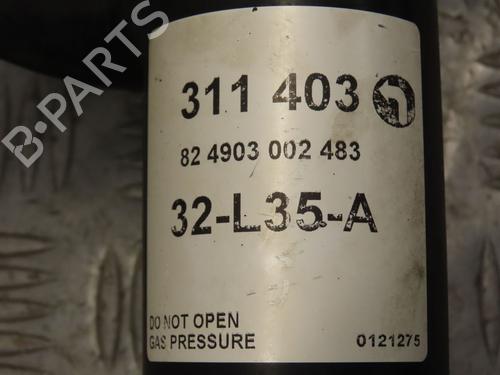 B-PARTS
311 403
82 4903 002 483
32-L35-A
DO NOT OPEN
GAS PRESSURE 0121275